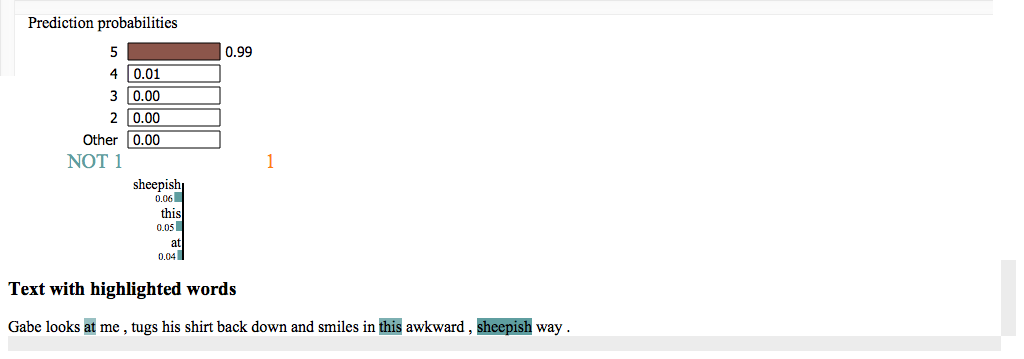 Prediction probabilities
5 0.99
4 0.01
3 0.00
2 0.00
Other 0.00
NOT 1 1
sheepish
0.06
this
0.05
at
0.04
Text with highlighted words
Gabe looks at me , tugs his shirt back down and smiles in this awkward , sheepish way .